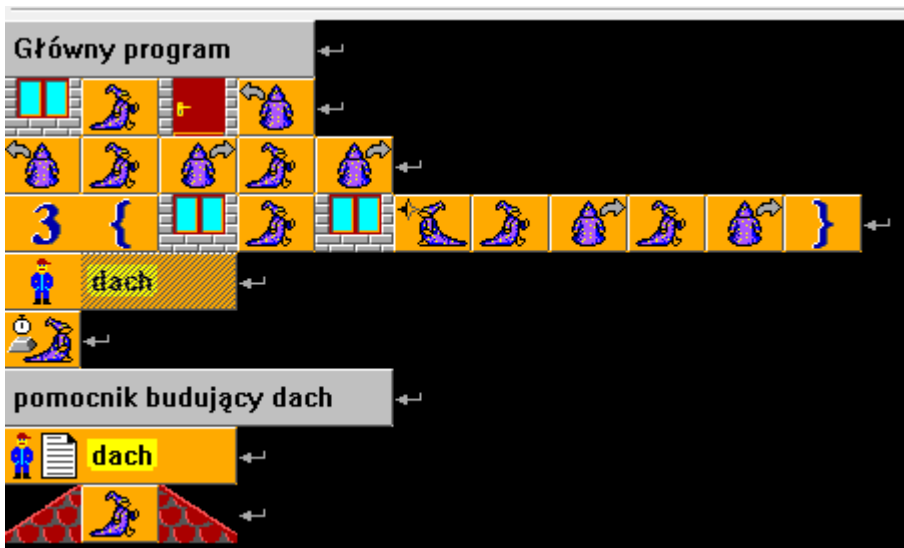 Główny program
3 { }
dach
pomocnik budujący dach
dach